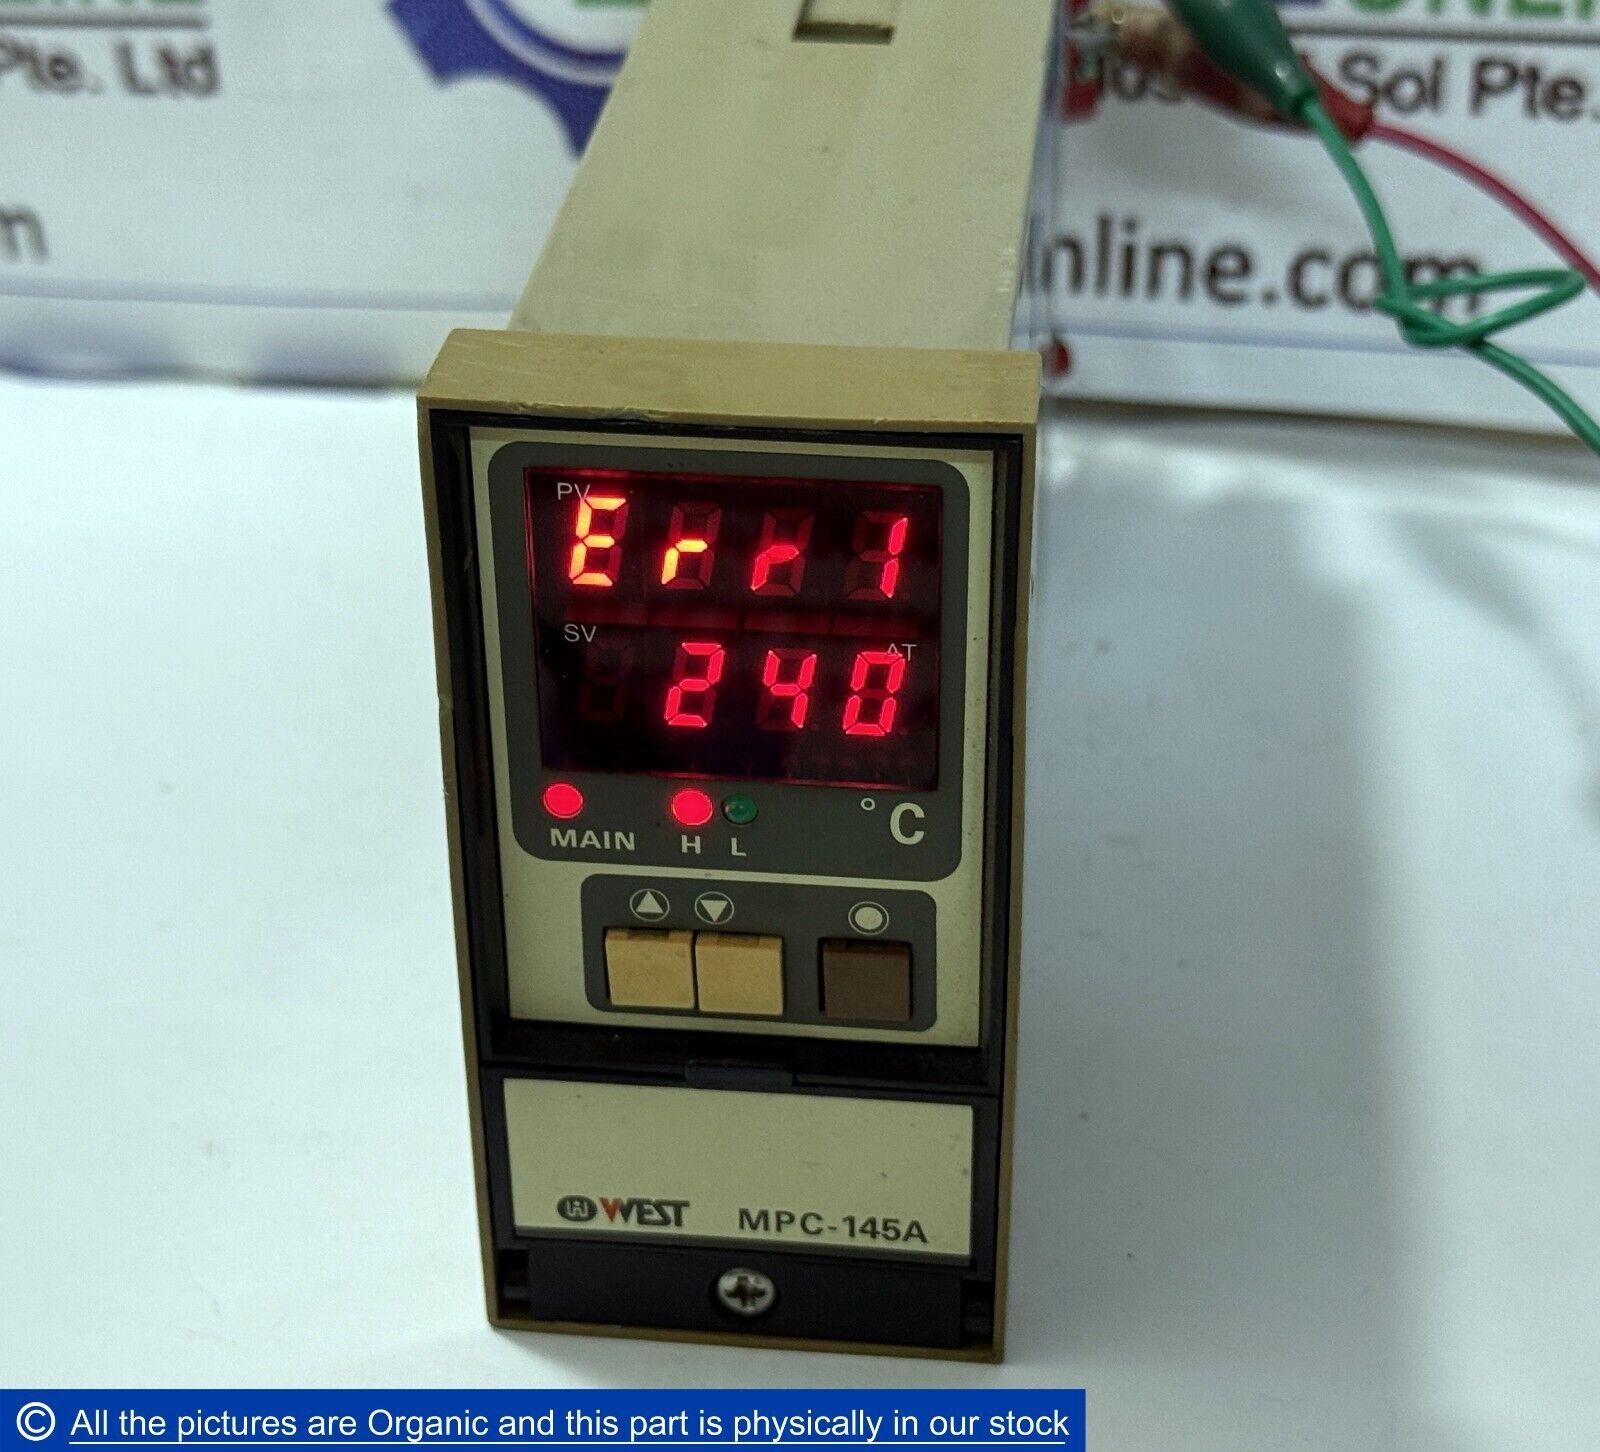 Pte. Ltd
Sol Pte.
m
nline.com
PV
Err1
SV
AT
240
MAIN H L °C
WEST MPC-145A
© All the pictures are Organic and this part is physically in our stock